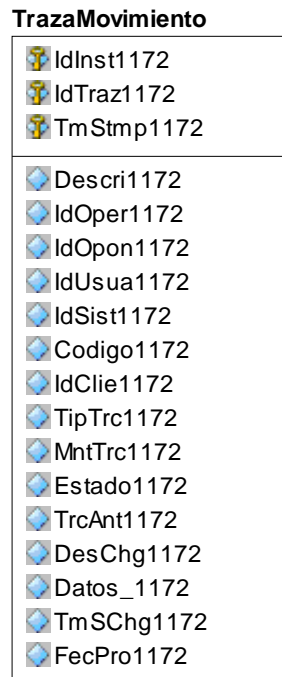 TrazaMovimiento
IdInst1172
IdTraz1172
TmStmp1172
Descri1172
IdOper1172
IdOpon1172
IdUsua1172
IdSist1172
Codigo1172
IdClie1172
TipTrc1172
MntTrc1172
Estado1172
TrcAnt1172
DesChg1172
Datos_1172
TmSChg1172
FecPro1172